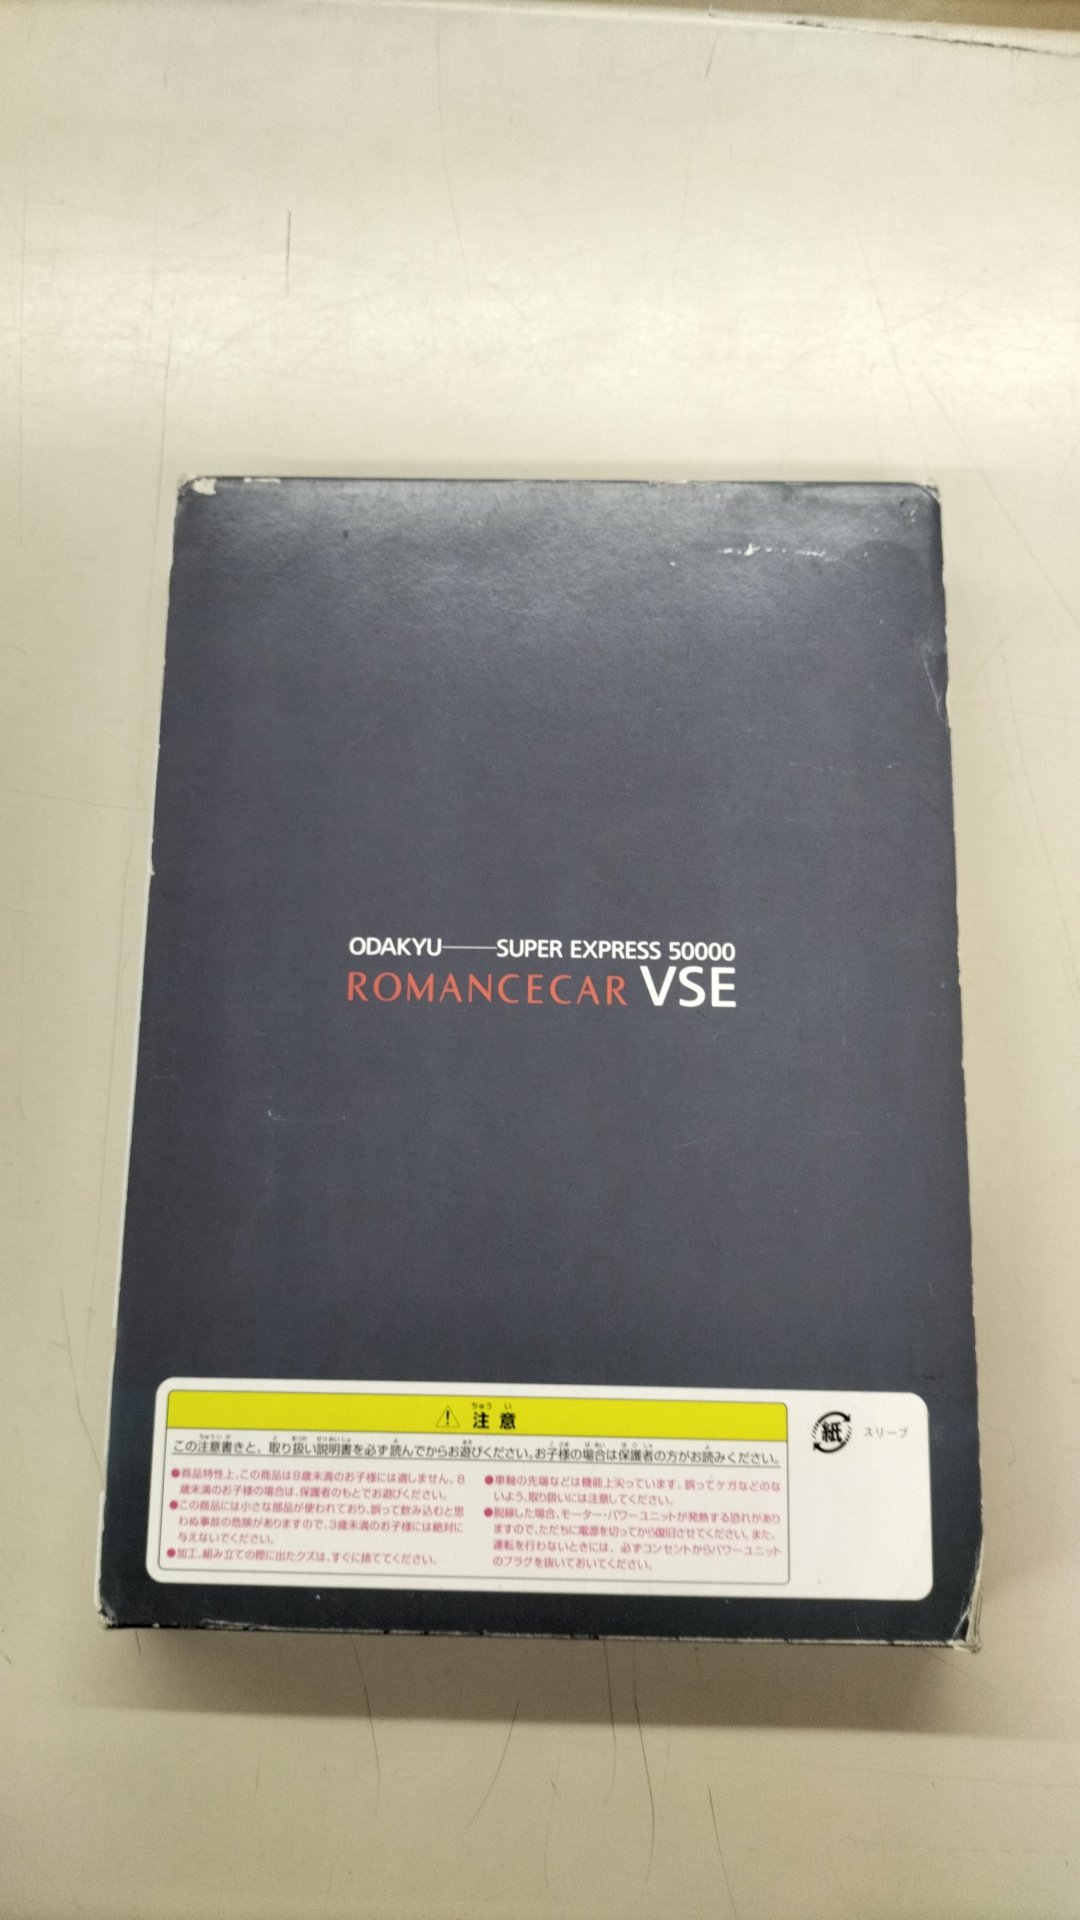 ODAKYU——SUPER EXPRESS 50000
ROMANCECAR VSE
ちゅう い
⚠ 注意
この注意書きと、取り扱い説明書を必ず読んでからお遊びください。お子様の場合は保護者の方がお読みください。
●商品特性上、この商品は8歳未満のお子様には適しません。8
歳未満のお子様の場合は、保護者のもとでお遊びください。
●この商品には小さな部品が使われており、誤って飲み込むと思
わぬ事故の危険がありますので、3歳未満のお子様には絶対に
与えないでください。
●加工、組み立ての際に出たクズは、すぐに捨ててください。
●車軸の先端などは機能上尖っています。誤ってケガなどのな
いよう、取り扱いには注意してください。
●脱線した場合、モーター・パワーユニットが発熱する恐れがあり
ますので、ただちに電源を切ってから復旧させてください。また、
運転を行わないときには、必ずコンセントからパワーユニット
のプラグを抜いておいてください。
紙 スリーブ